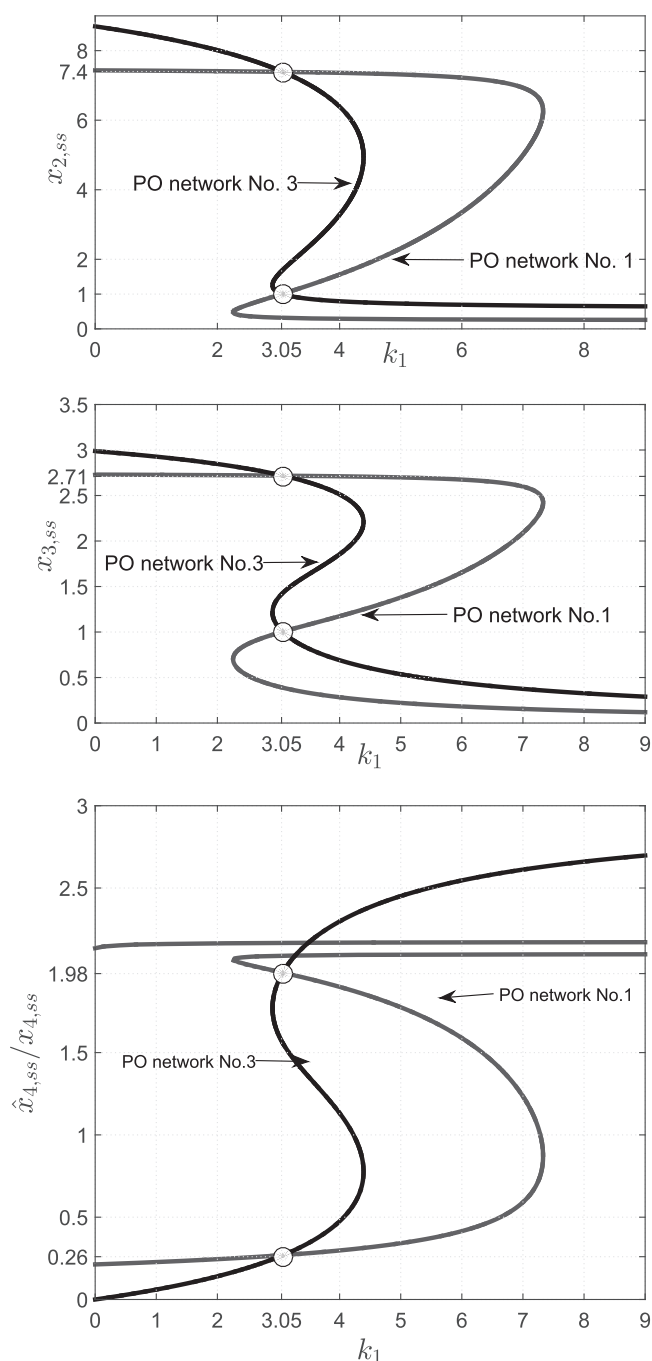 8
7.4
6
4
2
1
0
x2,ss
PO network No. 3
PO network No. 1
0 2 3.05 4 6 8
k1
3.5
3
2.71
2.5
2
1.5
1
0.5
0
x3,ss
PO network No.3
PO network No.1
0 1 2 3.05 4 5 6 7 8 9
k1
3
2.5
1.98
1.5
1
0.5
0.26
0
x̂4,ss/x4,ss
PO network No.1
PO network No.3
0 1 2 3.05 4 5 6 7 8 9
k1